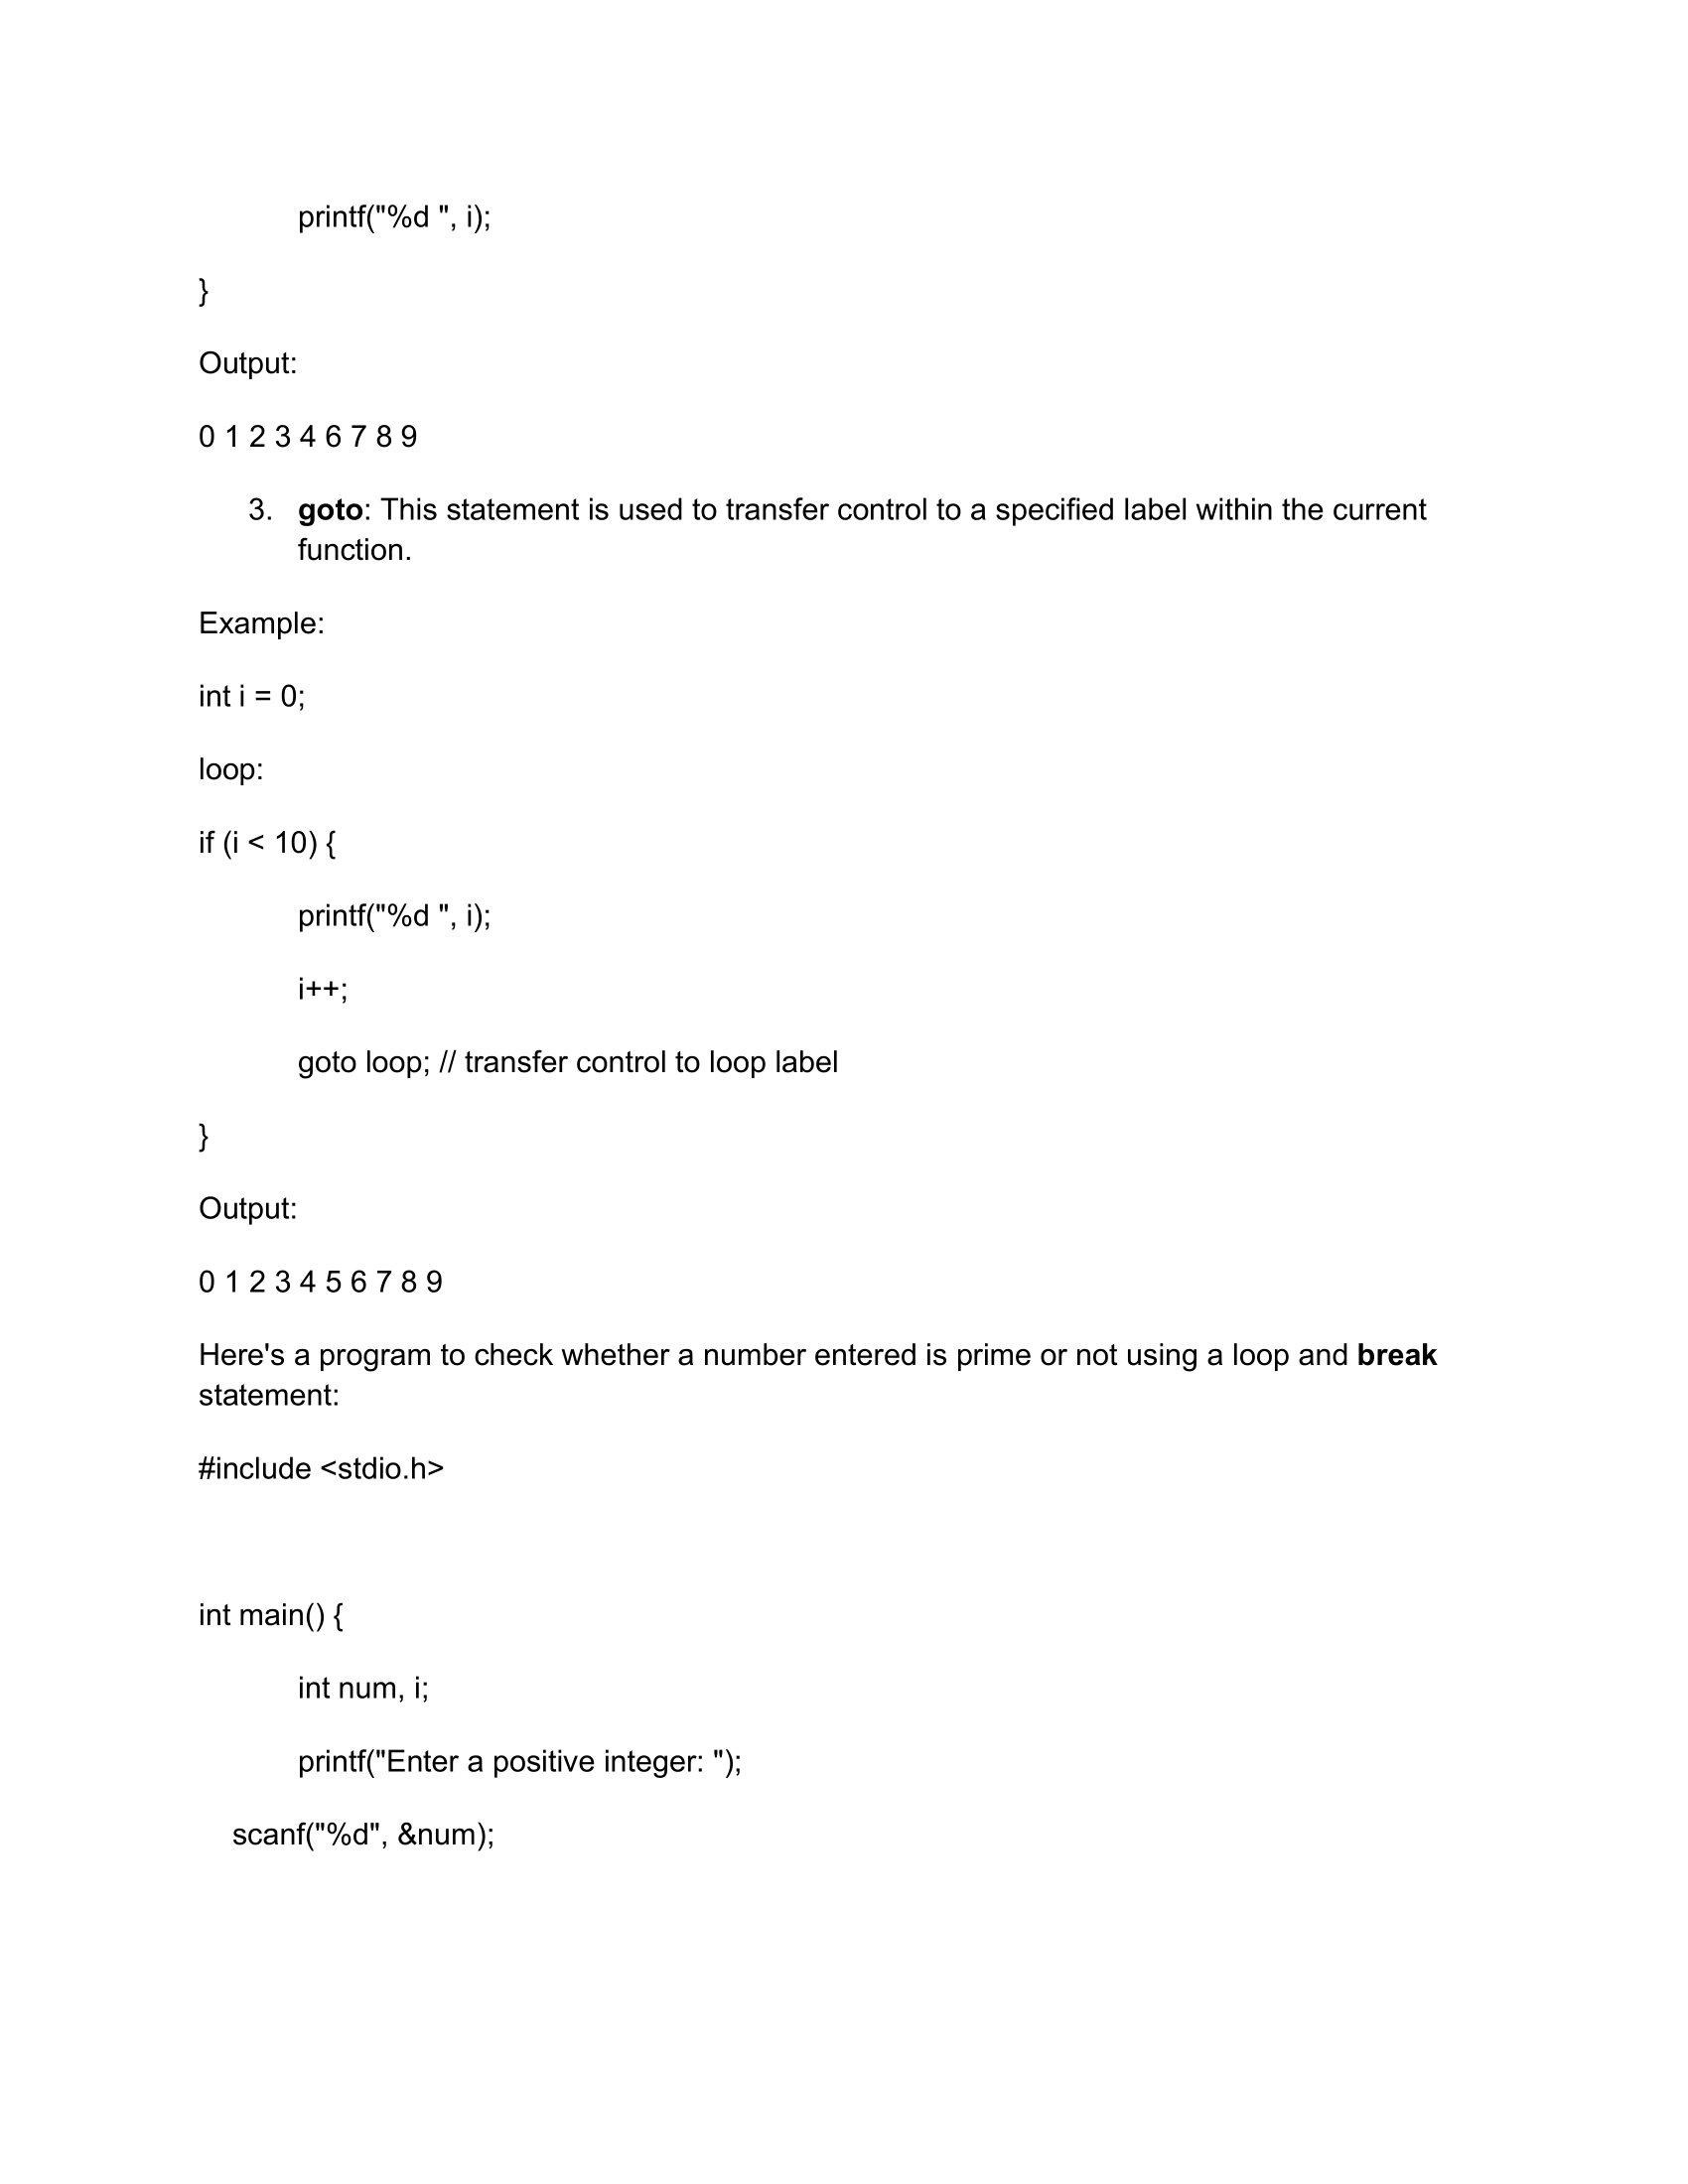 printf("%d ", i);
}
Output:
0 1 2 3 4 6 7 8 9
3. goto: This statement is used to transfer control to a specified label within the current
function.
Example:
int i = 0;
loop:
if (i < 10) {
printf("%d ", i);
i++;
goto loop; // transfer control to loop label
}
Output:
0 1 2 3 4 5 6 7 8 9
Here's a program to check whether a number entered is prime or not using a loop and break
statement:
#include <stdio.h>
int main() {
int num, i;
printf("Enter a positive integer: ");
scanf("%d", &num);